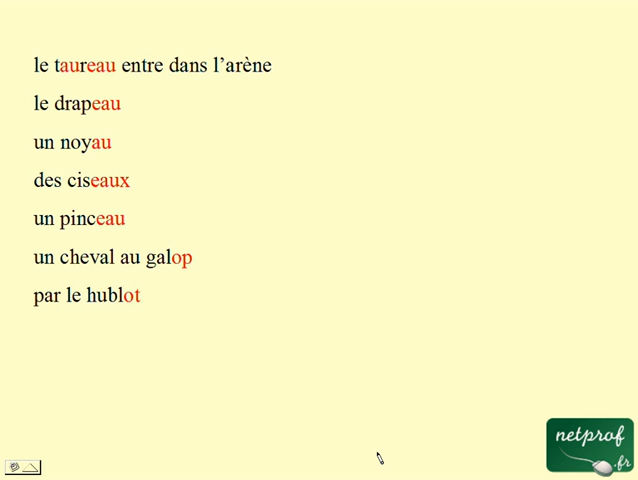 le taureau entre dans l’arène
le drapeau
un noyau
des ciseaux
un pinceau
un cheval au galop
par le hublot
netprof
.fr